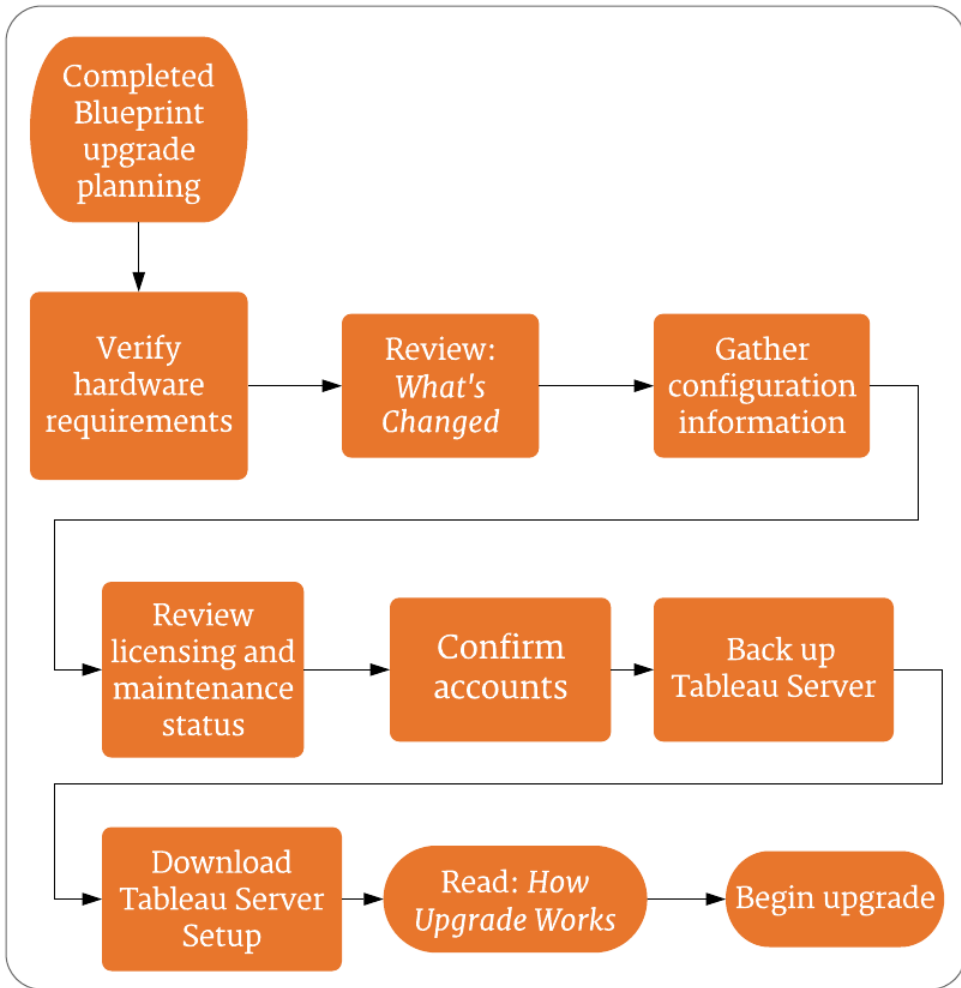 Completed
Blueprint
upgrade
planning
Verify
hardware
requirements
Review:
What's
Changed
Gather
configuration
information
Review
licensing and
maintenance
status
Confirm
accounts
Back up
Tableau Server
Download
Tableau Server
Setup
Read: How
Upgrade Works
Begin upgrade